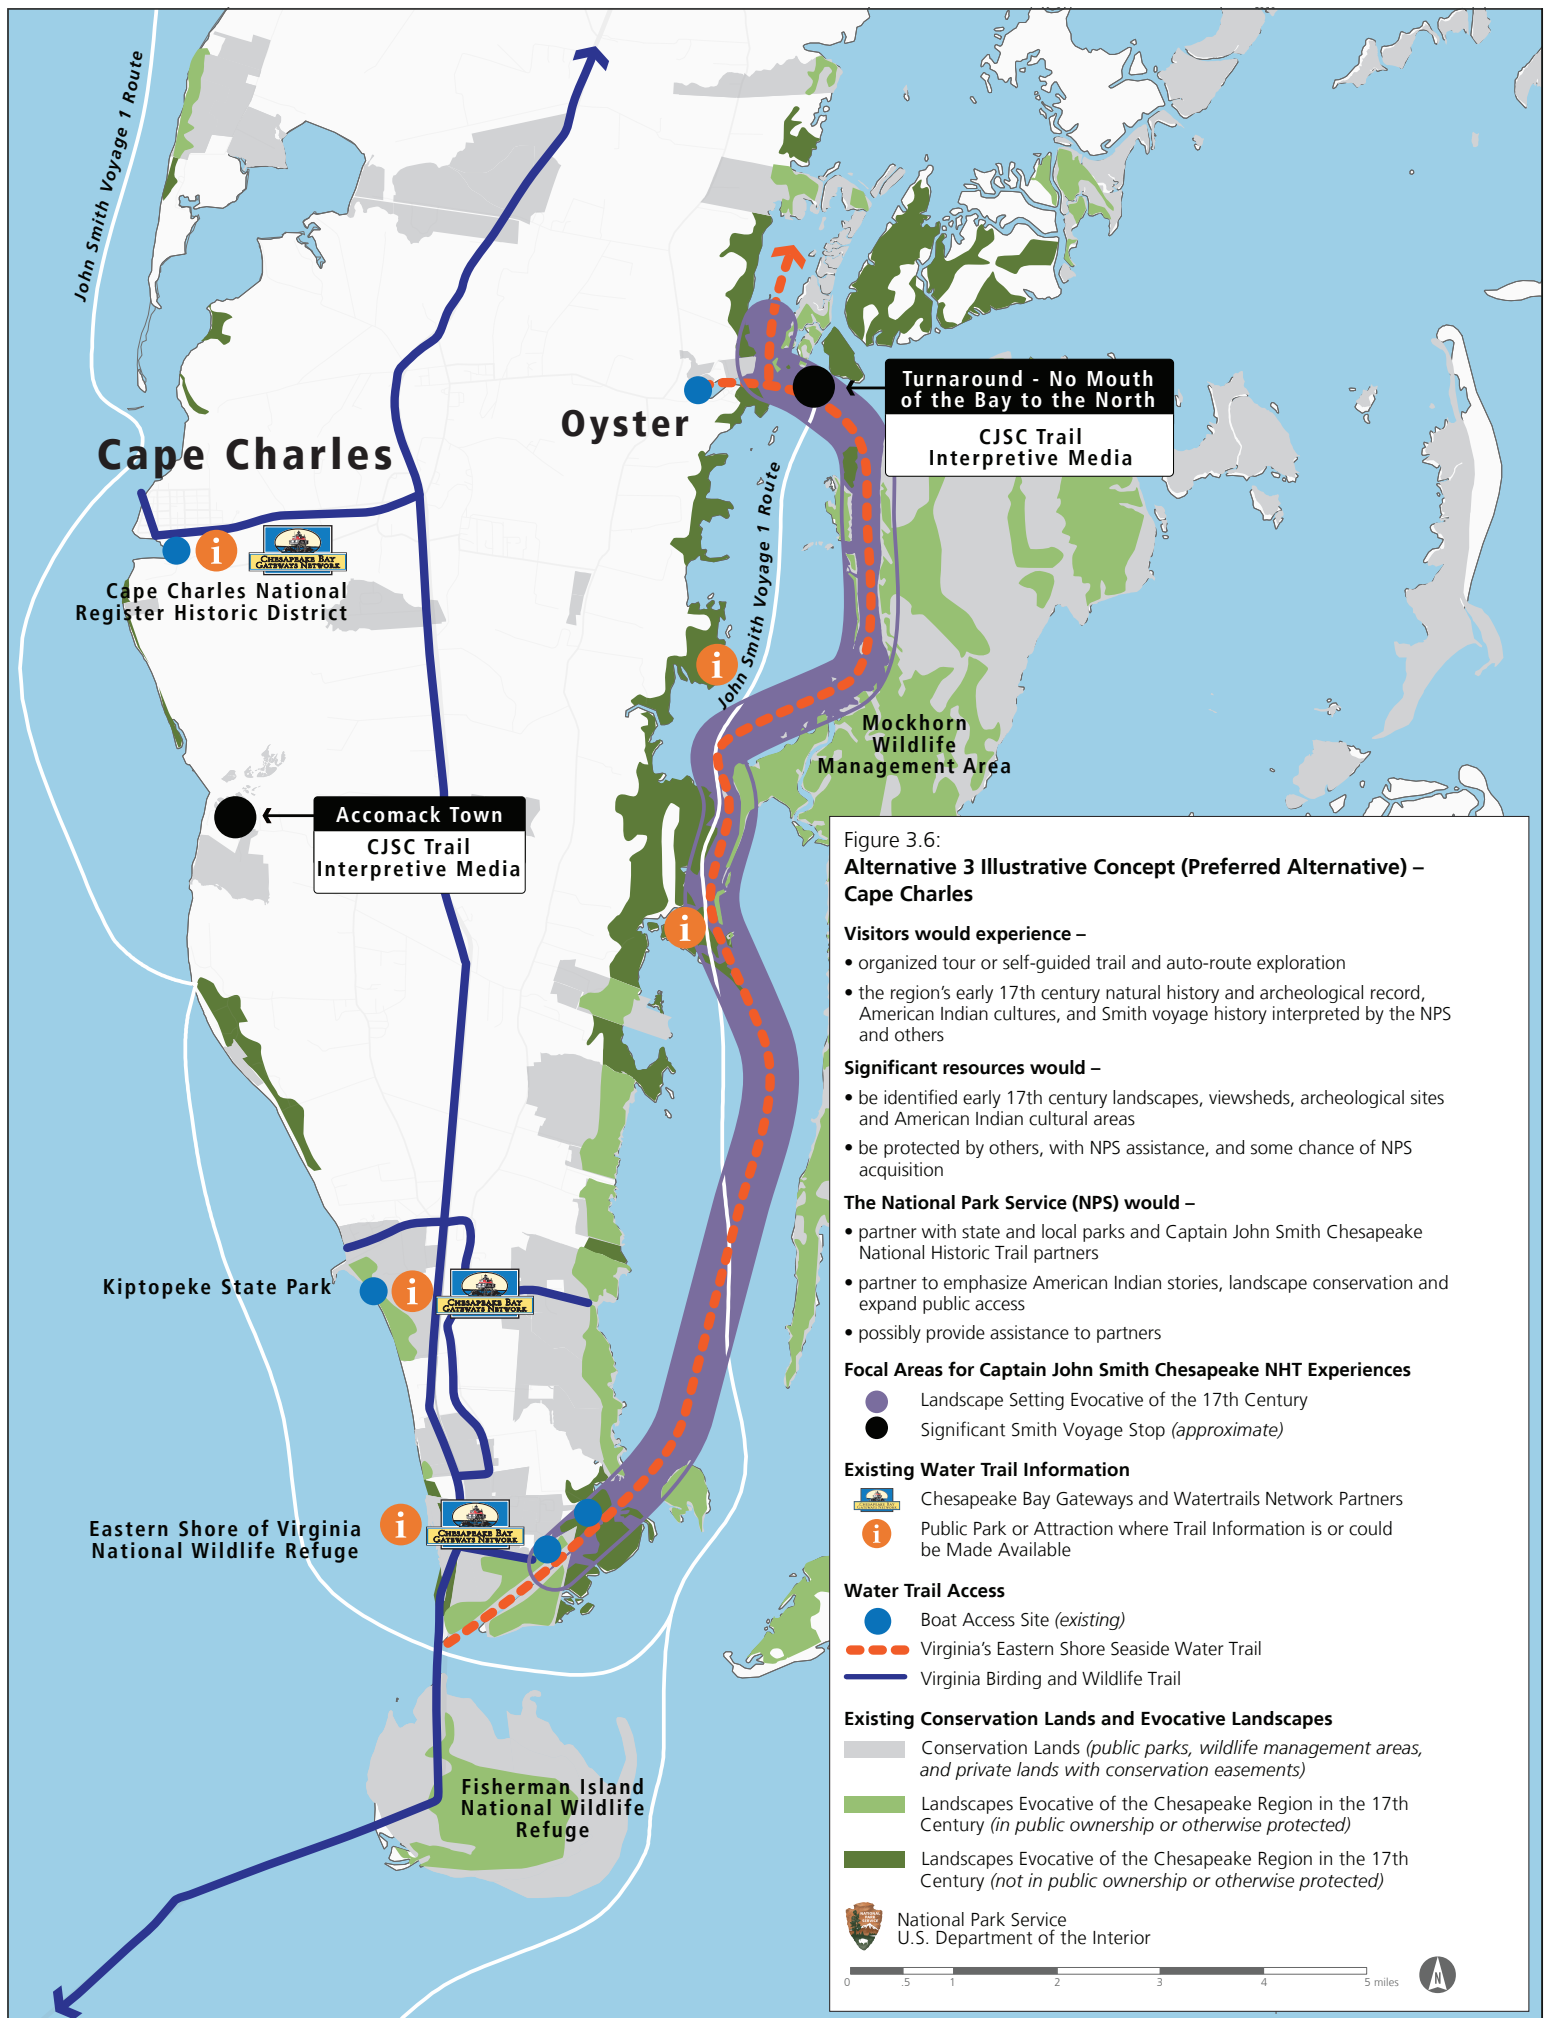 John Smith Voyage 1 Route
Turnaround - No Mouth
of the Bay to the North
CJSC Trail
Interpretive Media
Oyster
Cape Charles
John Smith Voyage 1 Route
i
CHESAPEAKE BAY
GATEWAYS NETWORK
Cape Charles National
Register Historic District
i
Mockhorn
Wildlife
Management Area
Accomack Town
CJSC Trail
Interpretive Media
i
Kiptopeke State Park
i
CHESAPEAKE BAY
GATEWAYS NETWORK
Eastern Shore of Virginia
National Wildlife Refuge
i
CHESAPEAKE BAY
GATEWAYS NETWORK
Fisherman Island
National Wildlife
Refuge
Figure 3.6:
Alternative 3 Illustrative Concept (Preferred Alternative) –
Cape Charles
Visitors would experience –
• organized tour or self-guided trail and auto-route exploration
• the region's early 17th century natural history and archeological record,
American Indian cultures, and Smith voyage history interpreted by the NPS
and others
Significant resources would –
• be identified early 17th century landscapes, viewsheds, archeological sites
and American Indian cultural areas
• be protected by others, with NPS assistance, and some chance of NPS
acquisition
The National Park Service (NPS) would –
• partner with state and local parks and Captain John Smith Chesapeake
National Historic Trail partners
• partner to emphasize American Indian stories, landscape conservation and
expand public access
• possibly provide assistance to partners
Focal Areas for Captain John Smith Chesapeake NHT Experiences
Landscape Setting Evocative of the 17th Century
Significant Smith Voyage Stop (approximate)
Existing Water Trail Information
Chesapeake Bay Gateways and Watertrails Network Partners
i
Public Park or Attraction where Trail Information is or could
be Made Available
Water Trail Access
Boat Access Site (existing)
Virginia's Eastern Shore Seaside Water Trail
Virginia Birding and Wildlife Trail
Existing Conservation Lands and Evocative Landscapes
Conservation Lands (public parks, wildlife management areas,
and private lands with conservation easements)
Landscapes Evocative of the Chesapeake Region in the 17th
Century (in public ownership or otherwise protected)
Landscapes Evocative of the Chesapeake Region in the 17th
Century (not in public ownership or otherwise protected)
National Park Service
U.S. Department of the Interior
0 .5 1 2 3 4 5 miles
N